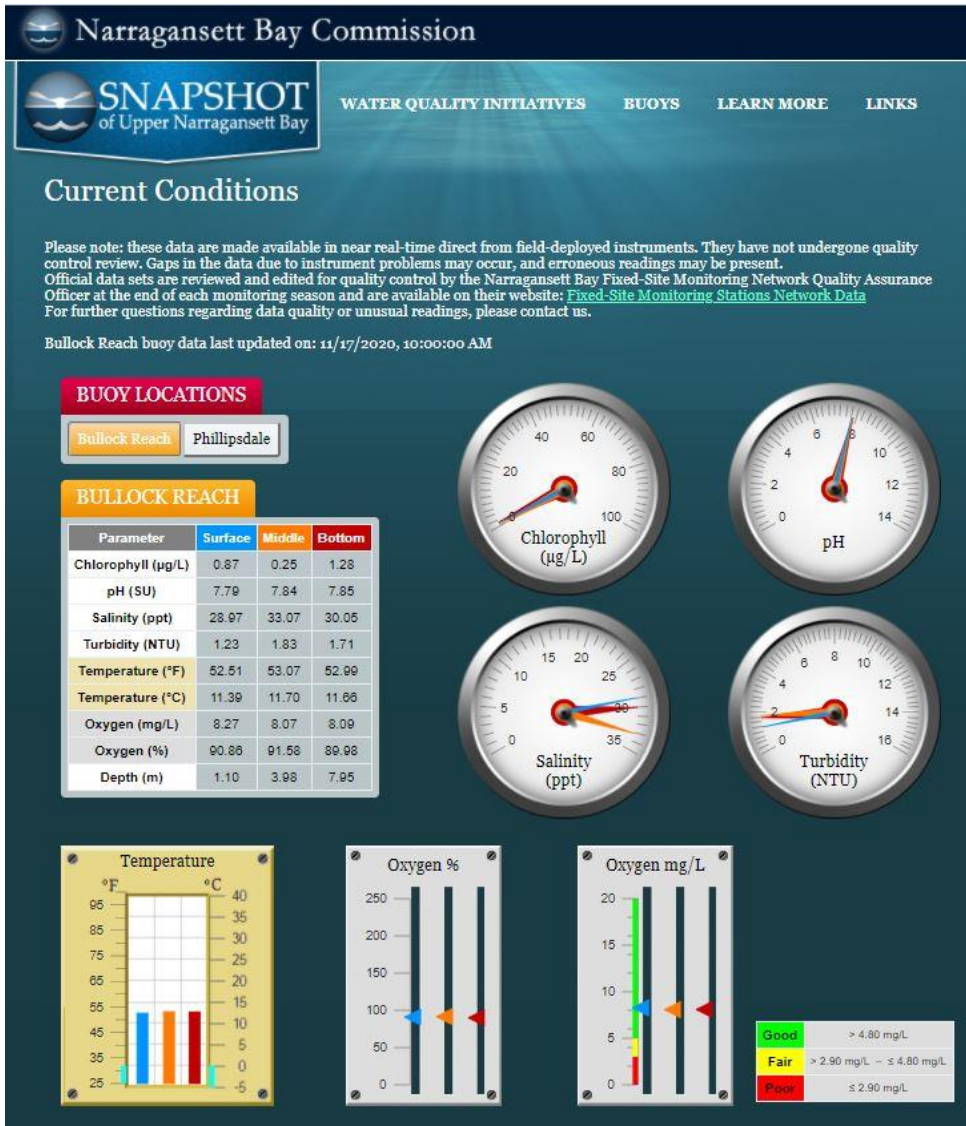 Narragansett Bay Commission
SNAPSHOT
of Upper Narragansett Bay
WATER QUALITY INITIATIVES BUOYS LEARN MORE LINKS
Current Conditions
Please note: these data are made available in near real-time direct from field-deployed instruments. They have not undergone quality
control review. Gaps in the data due to instrument problems may occur, and erroneous readings may be present.
Official data sets are reviewed and edited for quality control by the Narragansett Bay Fixed-Site Monitoring Network Quality Assurance
Officer at the end of each monitoring season and are available on their website: Fixed-Site Monitoring Stations Network Data
For further questions regarding data quality or unusual readings, please contact us.
Bullock Reach buoy data last updated on: 11/17/2020, 10:00:00 AM
BUOY LOCATIONS
Bullock Reach Phillipsdale
BULLOCK REACH
Parameter Surface Middle Bottom
Chlorophyll (µg/L) 0.87 0.25 1.28
pH (SU) 7.79 7.84 7.85
Salinity (ppt) 28.97 33.07 30.05
Turbidity (NTU) 1.23 1.83 1.71
Temperature (°F) 52.51 53.07 52.99
Temperature (°C) 11.39 11.70 11.66
Oxygen (mg/L) 8.27 8.07 8.09
Oxygen (%) 90.86 91.58 89.98
Depth (m) 1.10 3.98 7.95
0 20 40 60 80 100
Chlorophyll
(µg/L)
0 2 4 6 8 10 12 14
pH
0 5 10 15 20 25 30 35
Salinity
(ppt)
0 2 4 6 8 10 12 14 16
Turbidity
(NTU)
Temperature
°F °C
95 85 75 65 55 45 35 25
40 35 30 25 20 15 10 5 0 -5
Oxygen %
250
200
150
100
50
0
Oxygen mg/L
20
15
10
5
0
Good > 4.80 mg/L
Fair > 2.90 mg/L – ≤ 4.80 mg/L
Poor ≤ 2.90 mg/L